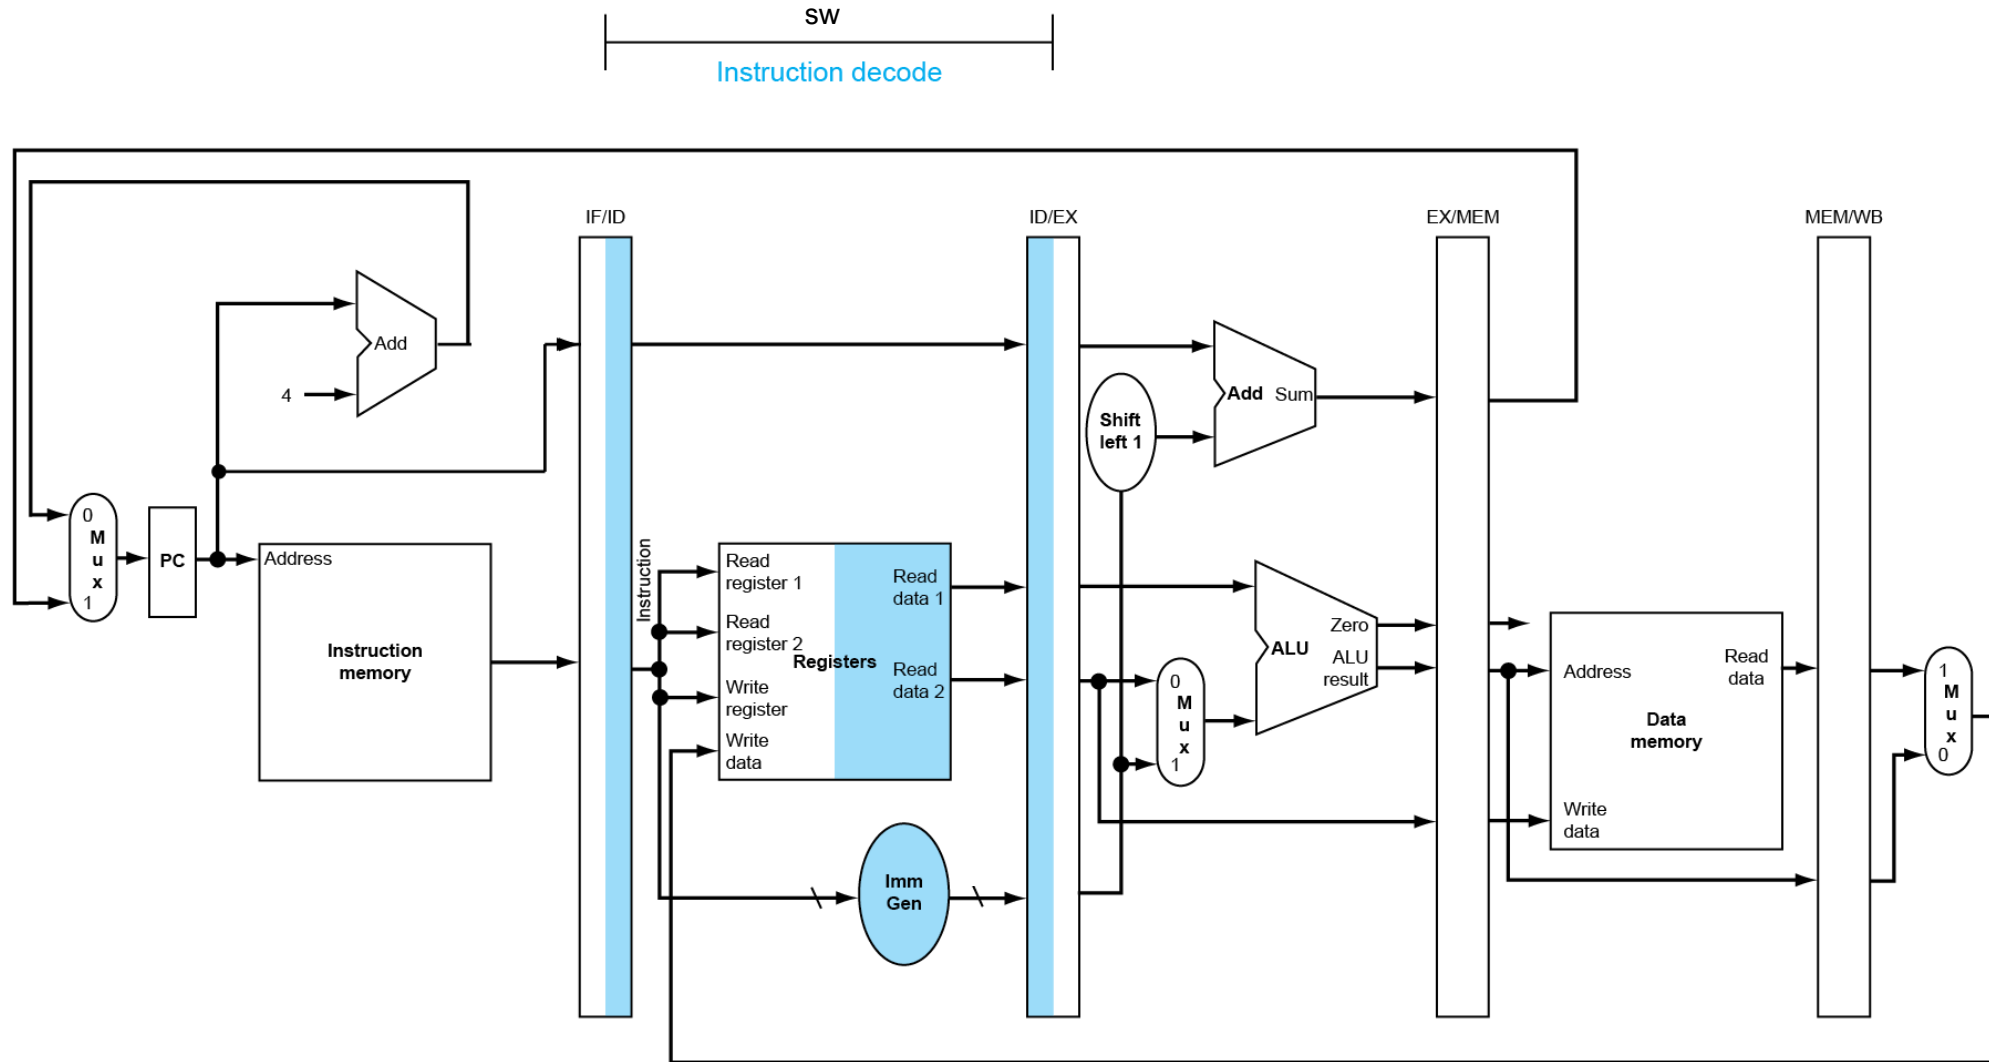 sw
Instruction decode
IF/ID
ID/EX
EX/MEM
MEM/WB
Add
4
Add Sum
Shift
left 1
0
M
u
x
1
PC
Address
Instruction
memory
Instruction
Read
register 1
Read
register 2
Registers
Write
register
Write
data
Read
data 1
Read
data 2
Imm
Gen
0
M
u
x
1
Zero
ALU
ALU
result
Address
Read
data
Data
memory
Write
data
1
M
u
x
0